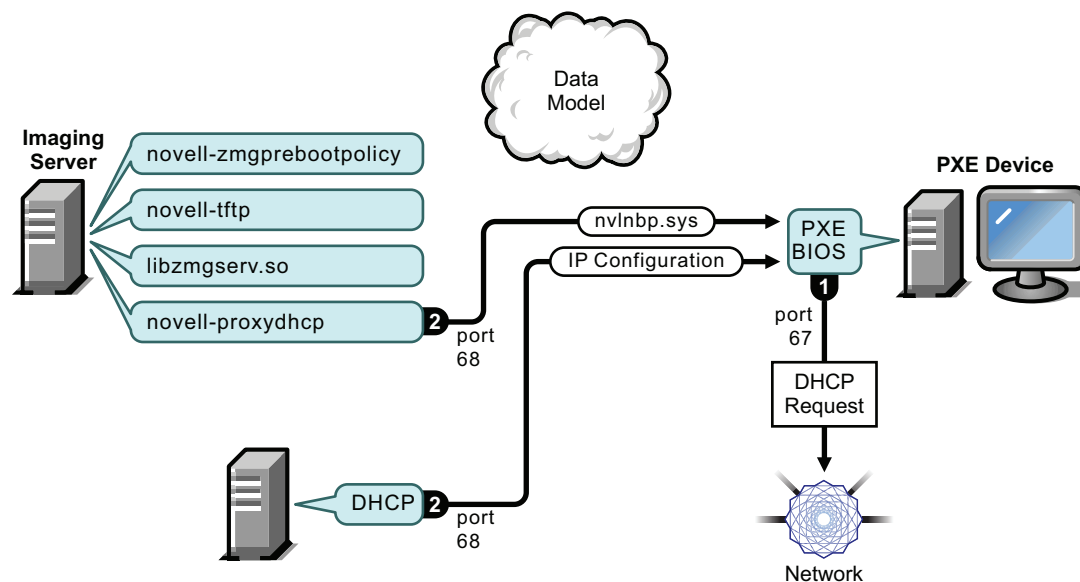 Data
Model
Imaging
Server
novell-zmgprebootpolicy
novell-tftp
libzmgserv.so
novell-proxydhcp
2
port
68
nvlnbp.sys
IP Configuration
PXE
BIOS
PXE Device
1
port
67
DHCP
Request
Network
DHCP
2
port
68